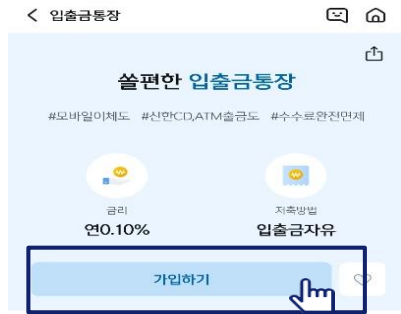 입출금통장
쏠편한 입출금통장
#모바일이체도 #신한CD,ATM출금도 #수수료완전면제
금리
연0.10%
저축방법
입출금자유
가입하기